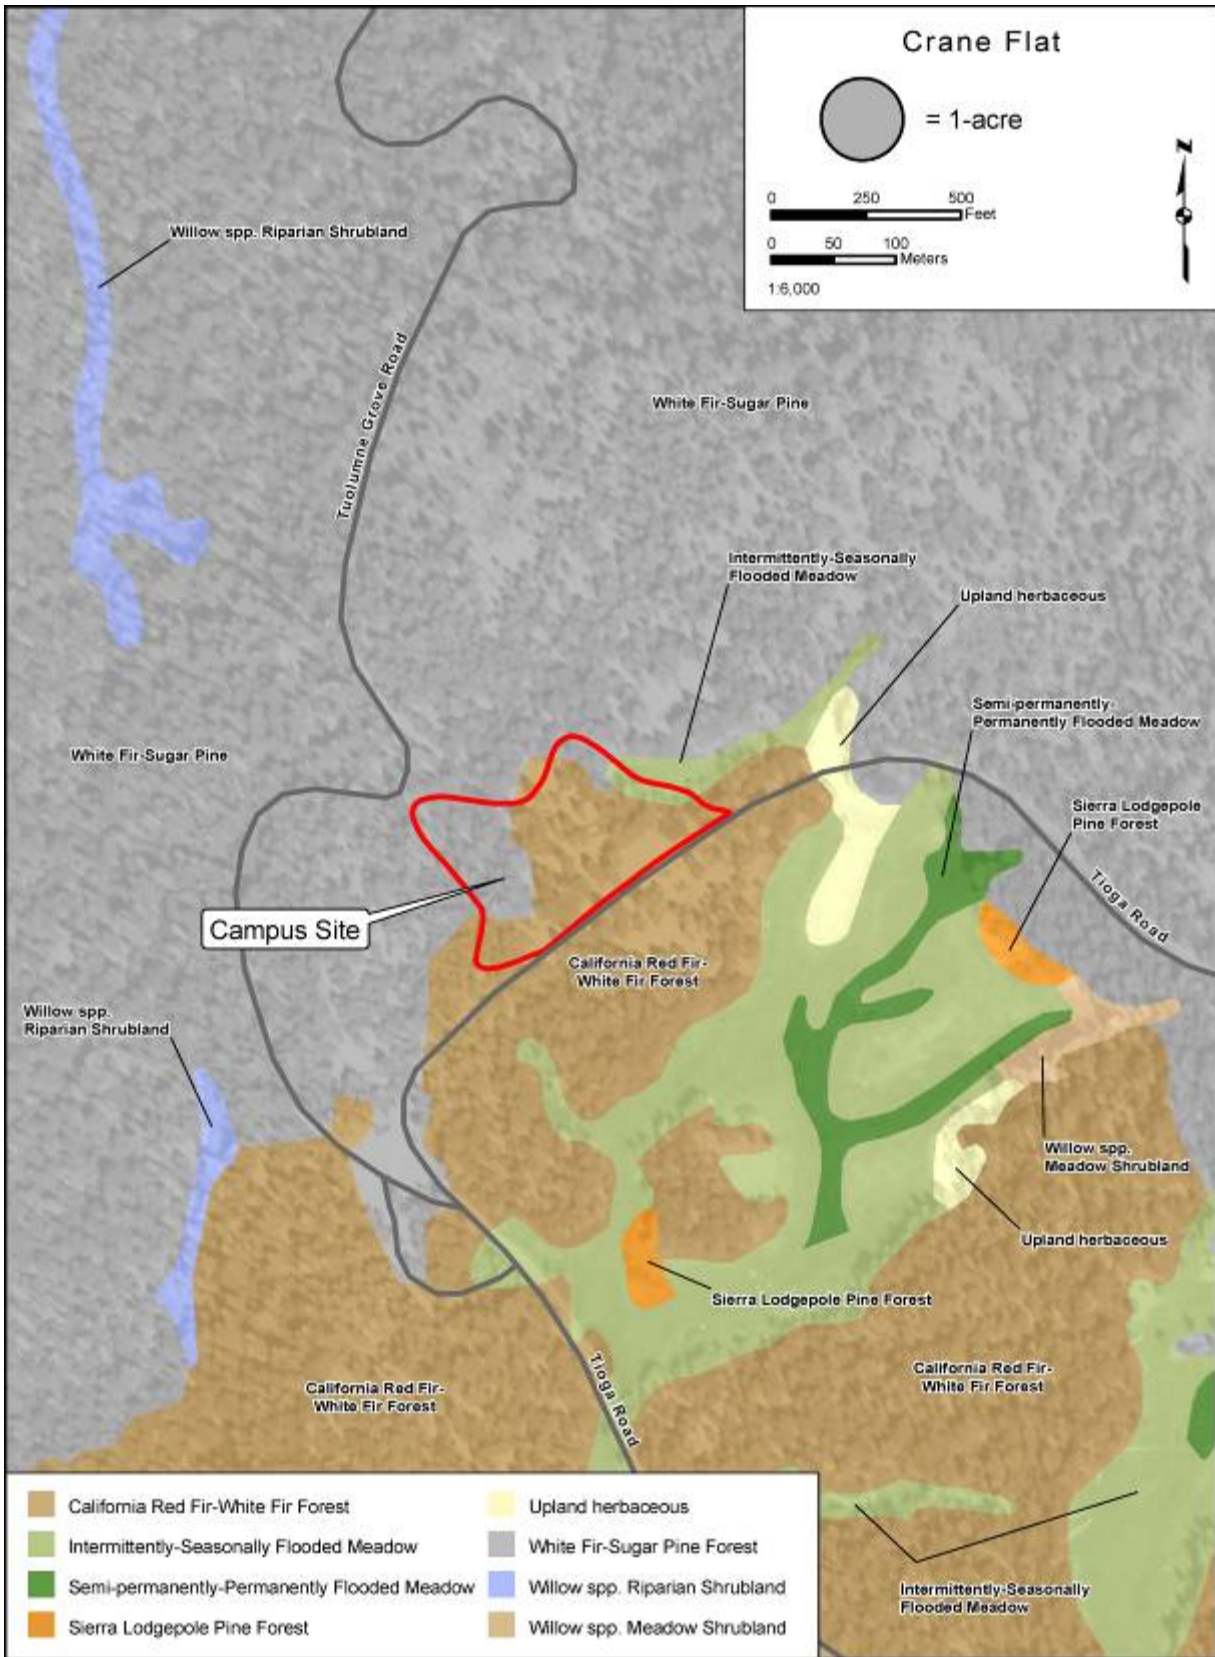 Crane Flat
= 1-acre
N
0 250 500
Feet
0 50 100
Meters
1:6,000
Willow spp. Riparian Shrubland
Tuolumne Grove Road
White Fir-Sugar Pine
Intermittently-Seasonally
Flooded Meadow
Upland herbaceous
Semi-permanently-
Permanently Flooded Meadow
White Fir-Sugar Pine
Sierra Lodgepole
Pine Forest
Tioga Road
Campus Site
California Red Fir-
White Fir Forest
Willow spp.
Riparian Shrubland
Willow spp.
Meadow Shrubland
Upland herbaceous
Sierra Lodgepole Pine Forest
Tioga Road
California Red Fir-
White Fir Forest
California Red Fir-
White Fir Forest
Intermittently-Seasonally
Flooded Meadow
California Red Fir-White Fir Forest
Intermittently-Seasonally Flooded Meadow
Semi-permanently-Permanently Flooded Meadow
Sierra Lodgepole Pine Forest
Upland herbaceous
White Fir-Sugar Pine Forest
Willow spp. Riparian Shrubland
Willow spp. Meadow Shrubland